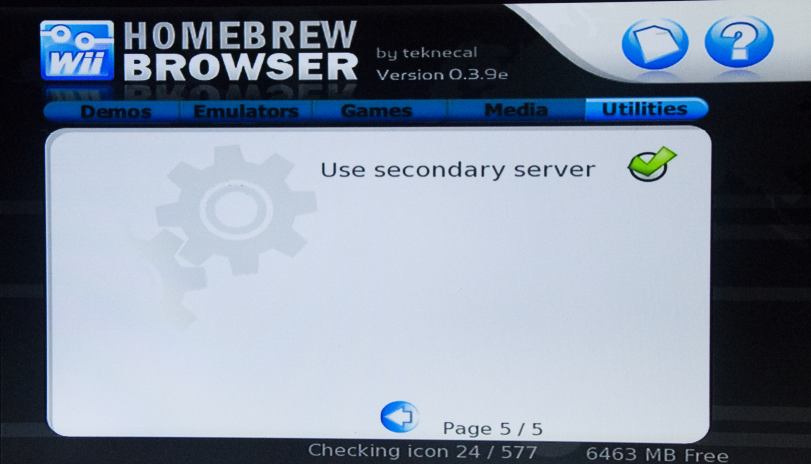 Wii HOMEBREW
BROWSER
by teknecal
Version 0.3.9e
?
Demos Emulators Games Media Utilities
Use secondary server
Page 5 / 5
Checking icon 24 / 577 6463 MB Free